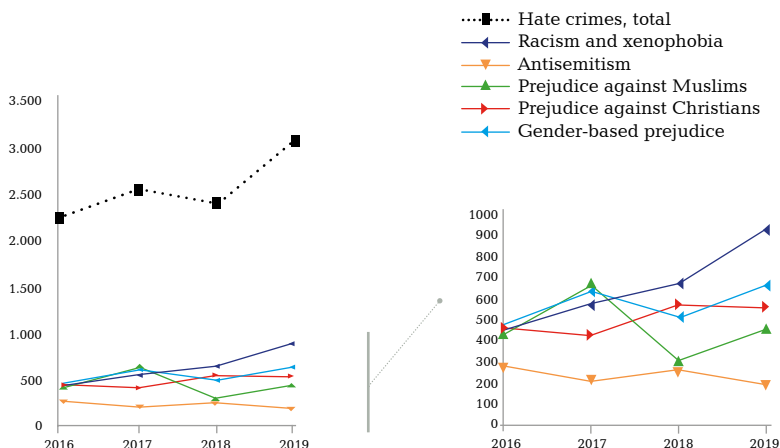 Hate crimes, total
Racism and xenophobia
Antisemitism
Prejudice against Muslims
Prejudice against Christians
Gender-based prejudice
3.500
3.000
2.500
2.000
1.500
1.000
500
0
2016 2017 2018 2019
1000
900
800
700
600
500
400
300
200
100
0
2016 2017 2018 2019